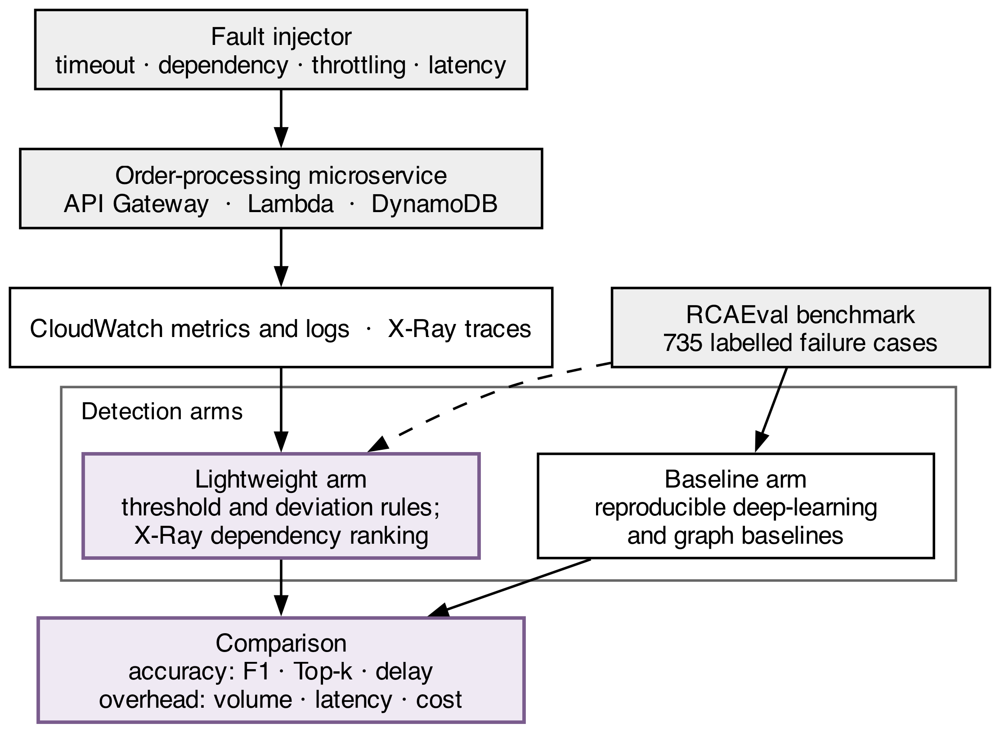 Fault injector
timeout · dependency · throttling · latency
Order-processing microservice
API Gateway · Lambda · DynamoDB
CloudWatch metrics and logs · X-Ray traces
RCAEval benchmark
735 labelled failure cases
Detection arms
Lightweight arm
threshold and deviation rules;
X-Ray dependency ranking
Baseline arm
reproducible deep-learning
and graph baselines
Comparison
accuracy: F1 · Top-k · delay
overhead: volume · latency · cost